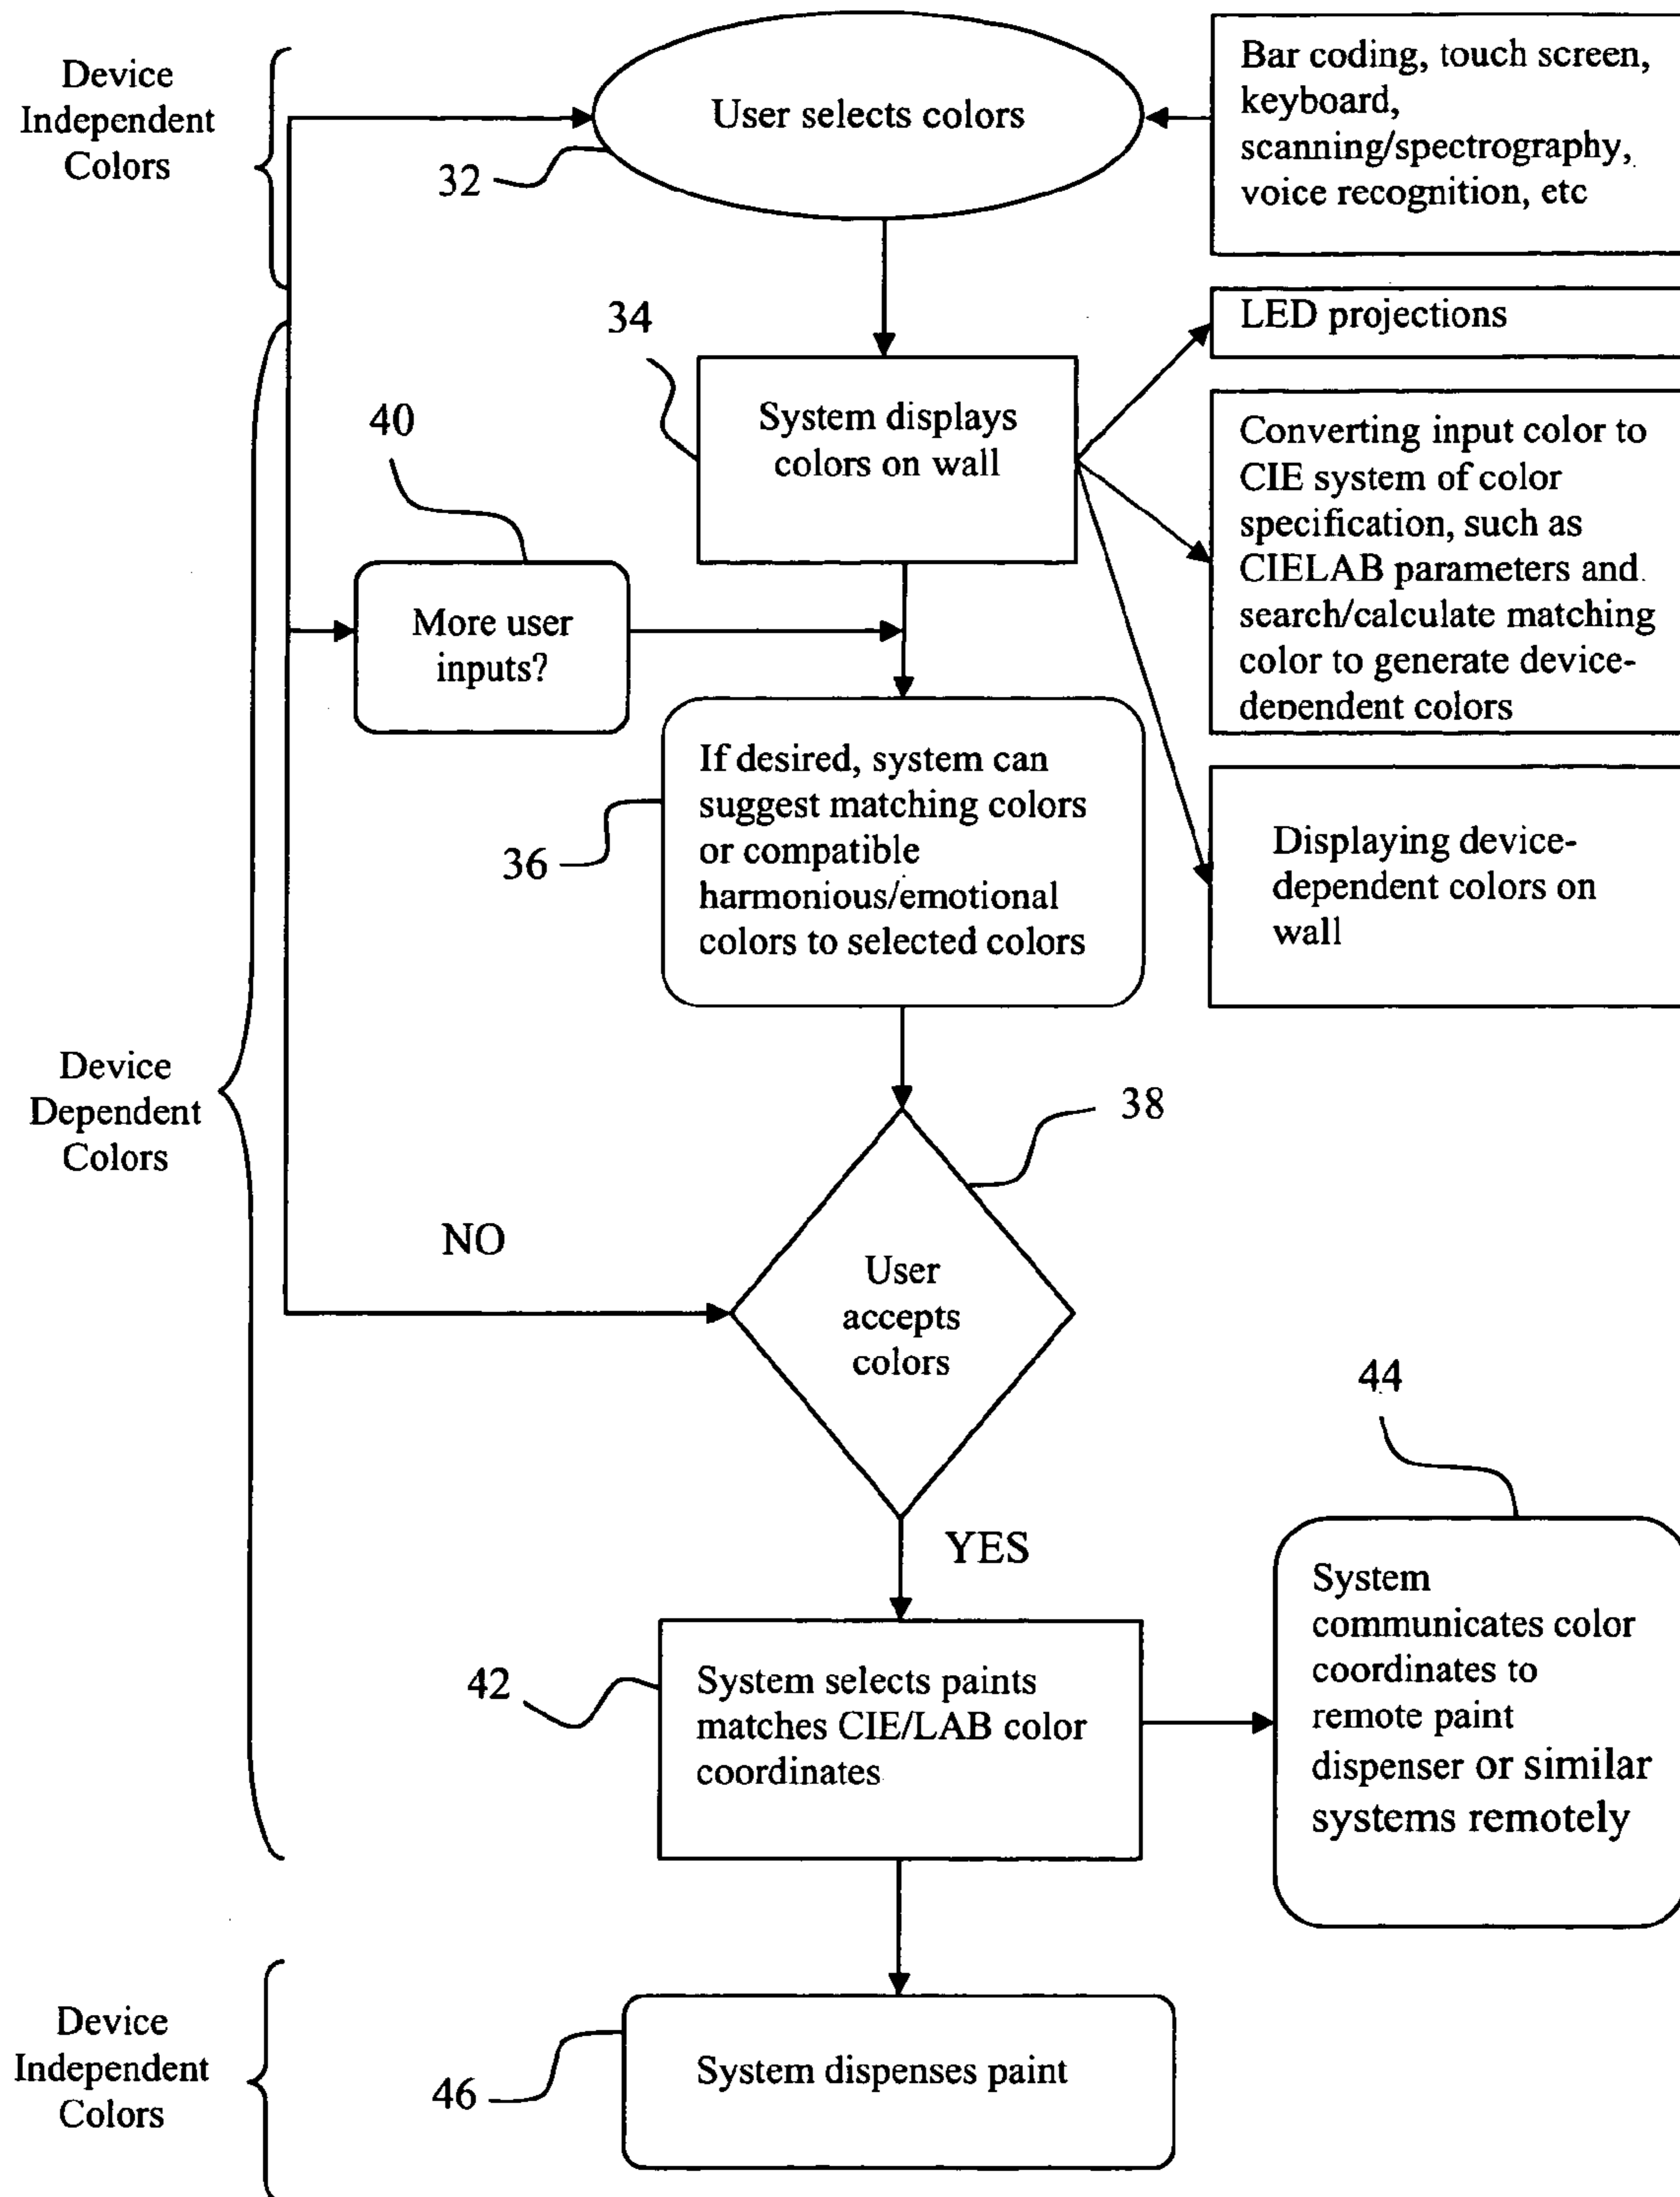 Device
Independent
Colors
User selects colors
32
Bar coding, touch screen,
keyboard,
scanning/spectrography,
voice recognition, etc
34
System displays
colors on wall
LED projections
Converting input color to
CIE system of color
specification, such as
CIELAB parameters and
search/calculate matching
color to generate device-
dependent colors
40
More user
inputs?
Displaying device-
dependent colors on
wall
36
If desired, system can
suggest matching colors
or compatible
harmonious/emotional
colors to selected colors
Device
Dependent
Colors
38
NO
User
accepts
colors
YES
44
System
communicates color
coordinates to
remote paint
dispenser or similar
systems remotely
42
System selects paints
matches CIE/LAB color
coordinates
Device
Independent
Colors
46
System dispenses paint